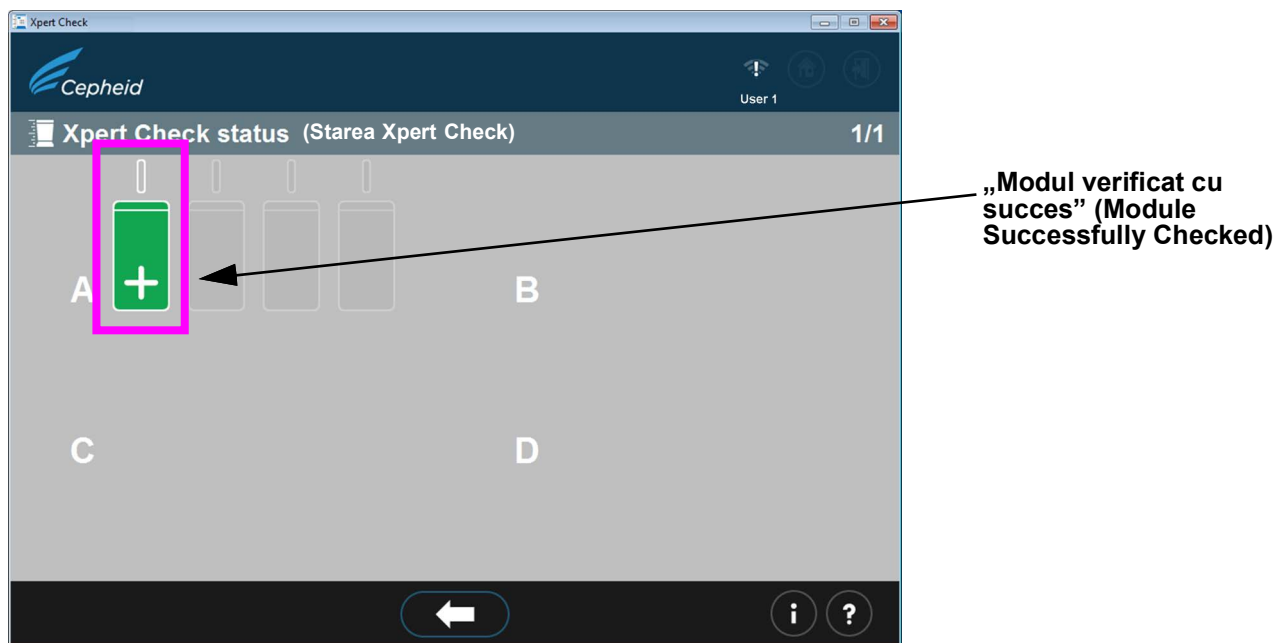 Xpert Check
Cepheid
User 1
Xpert Check status (Starea Xpert Check) 1/1
„Modul verificat cu
succes” (Module
Successfully Checked)
A
B
C
D
i ?